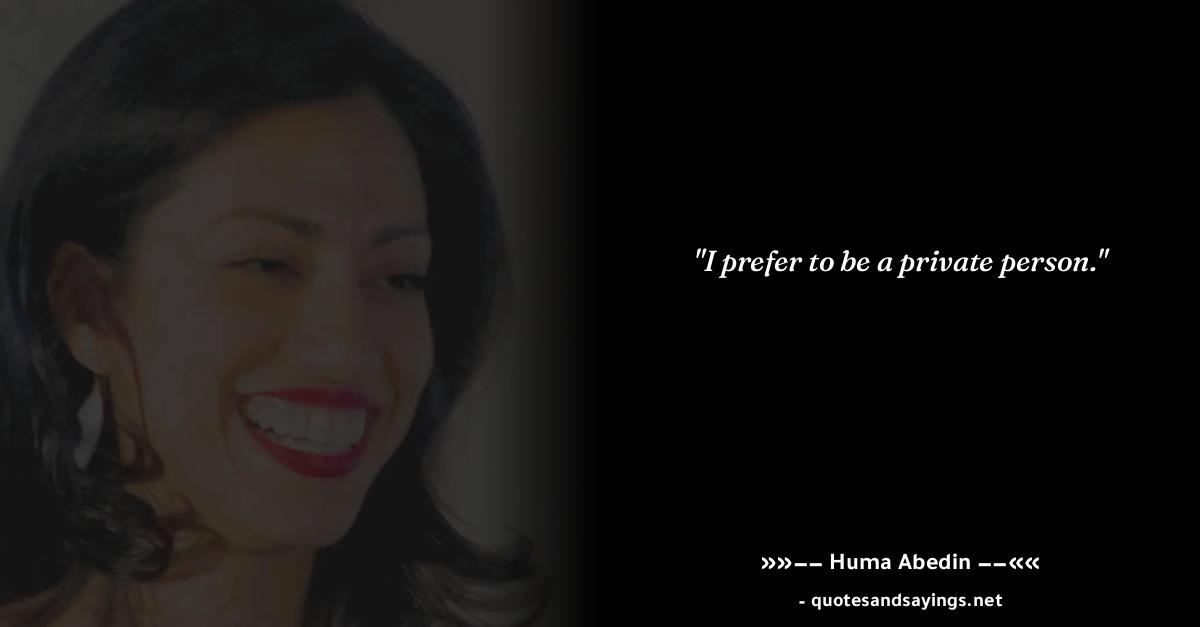 "I prefer to be a private person."
»»−− Huma Abedin −−««
- quotesandsayings.net